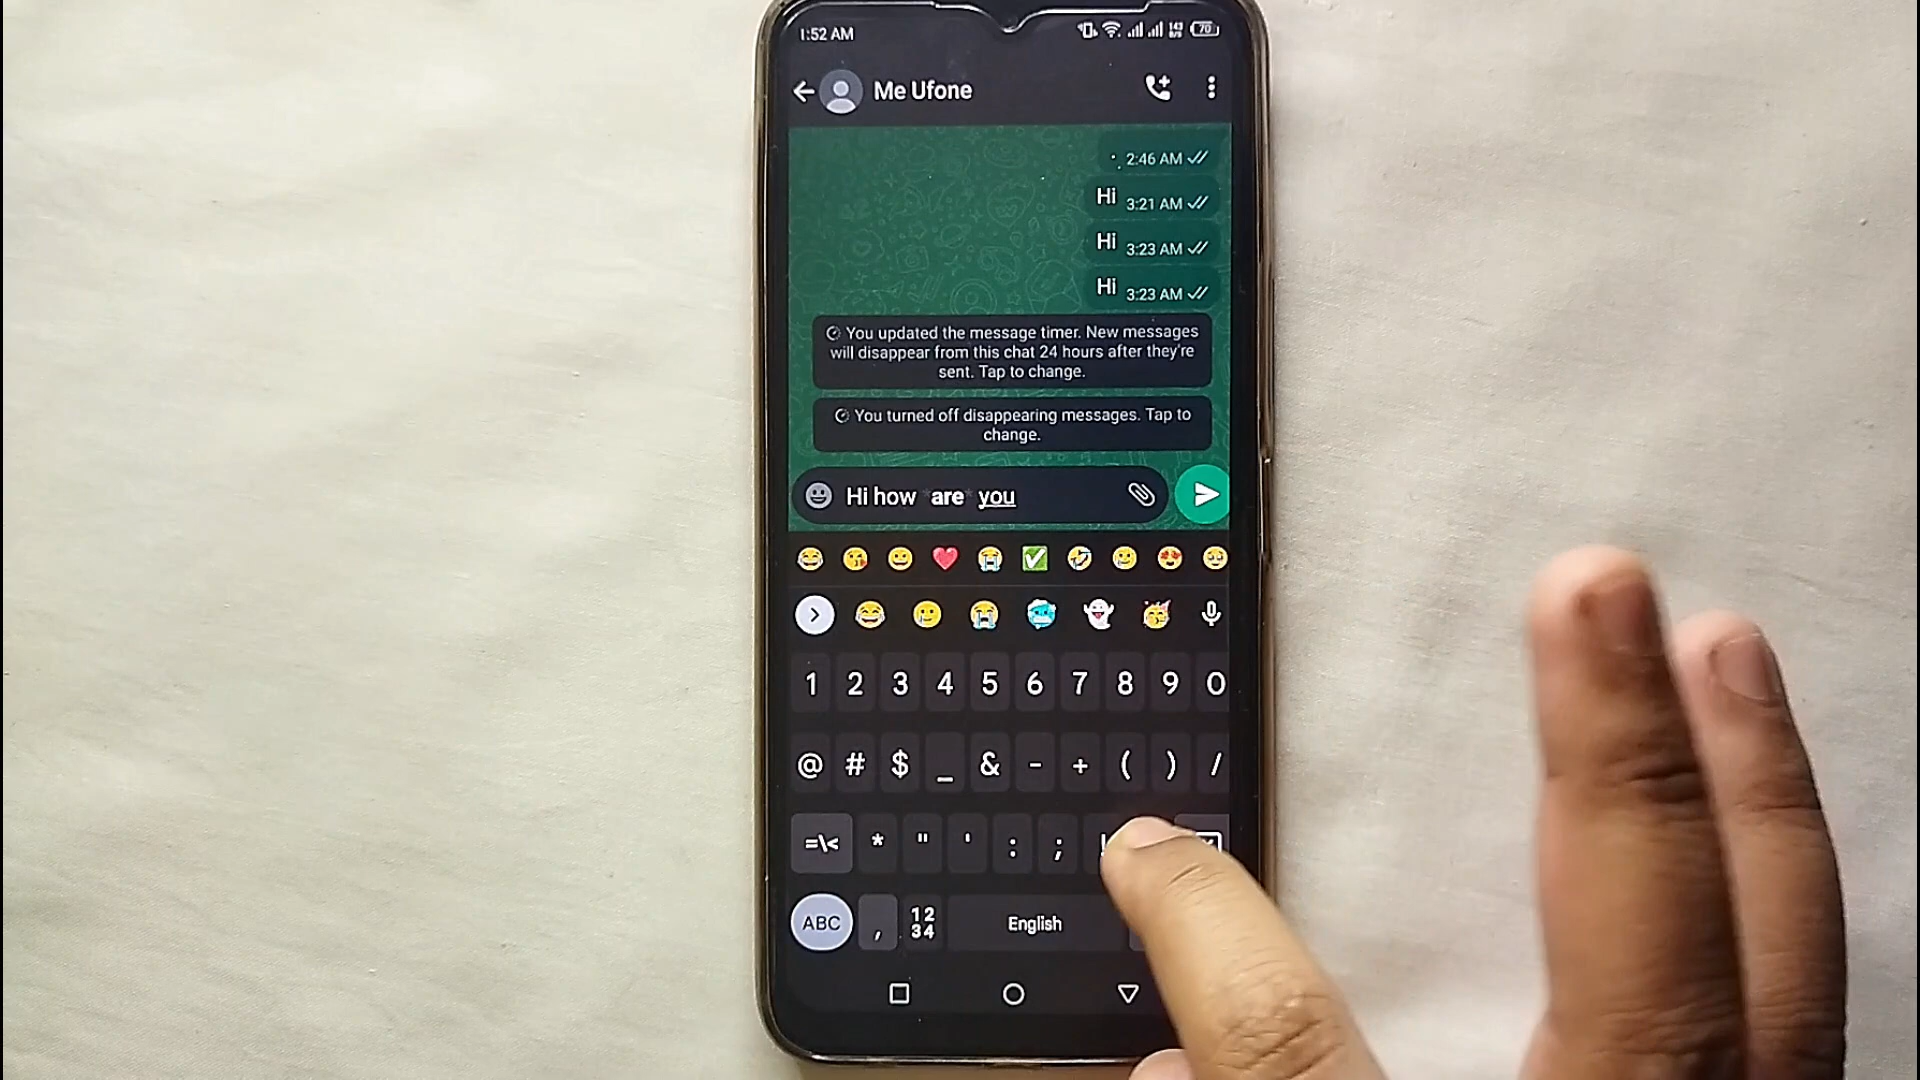 1:52 AM 143 B/S 70
Me Ufone
. 2:46 AM
Hi 3:21 AM
Hi 3:23 AM
Hi 3:23 AM
You updated the message timer. New messages
will disappear from this chat 24 hours after they're
sent. Tap to change.
You turned off disappearing messages. Tap to
change.
Hi how *are* you
1 2 3 4 5 6 7 8 9 0
@ # $ _ & - + ( ) /
=\< * " ' : ; !
ABC , 12 English
34